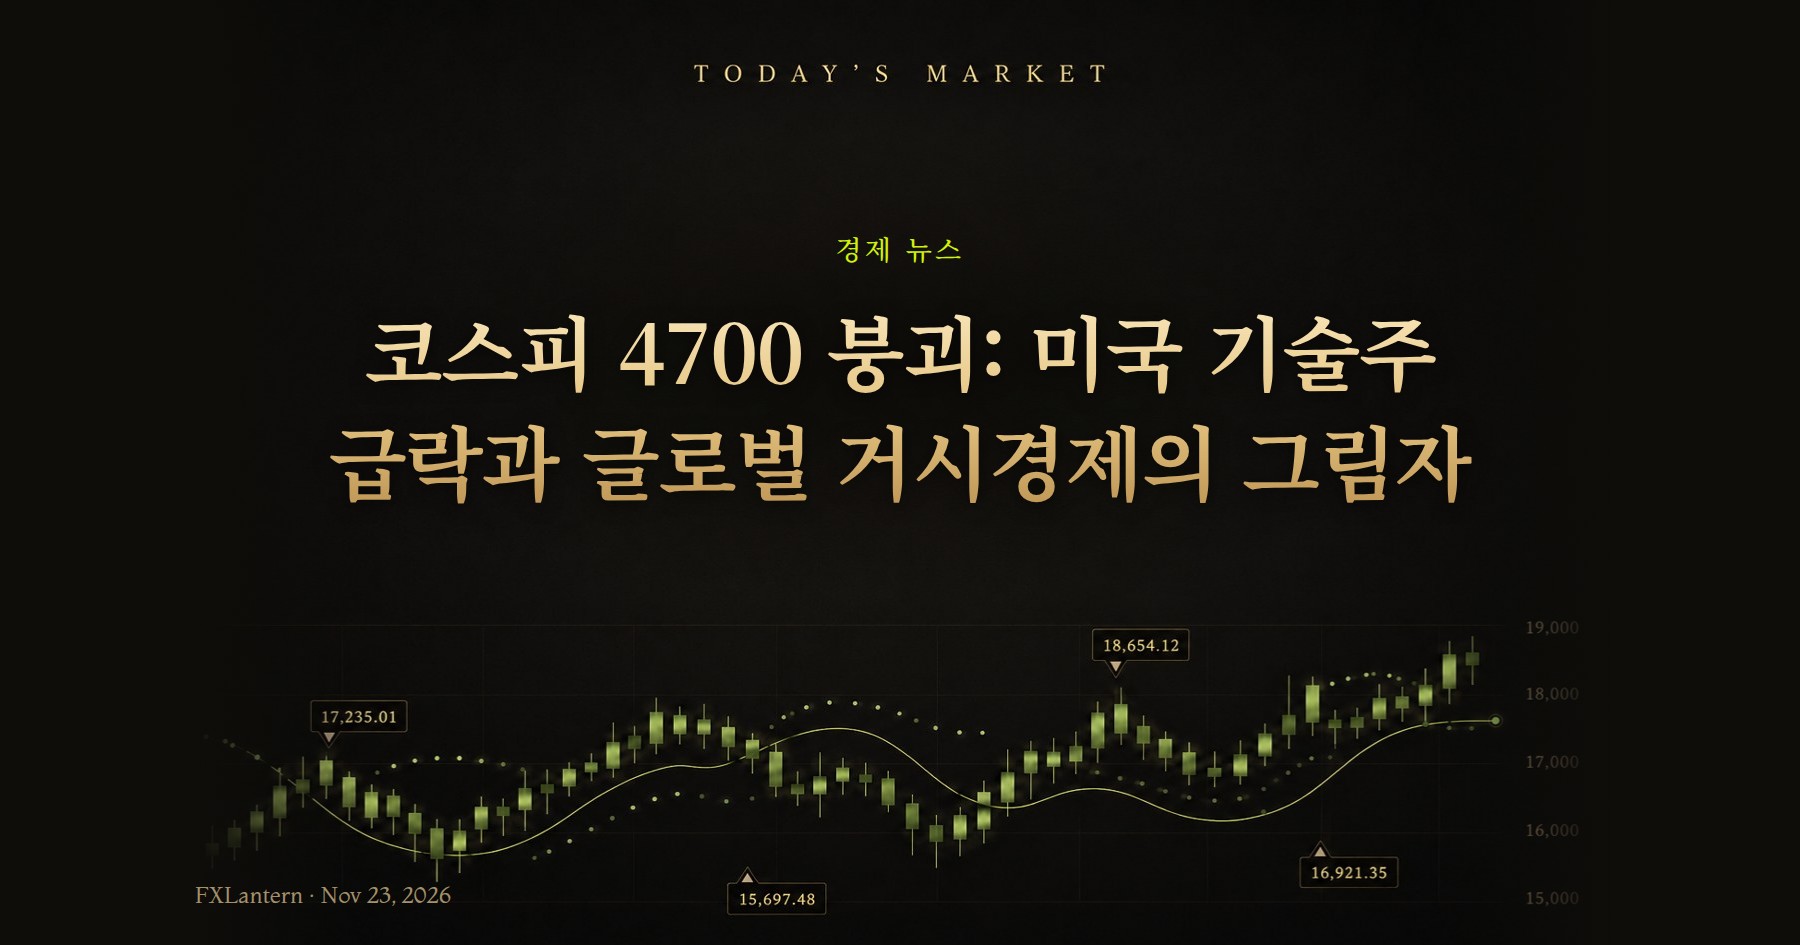 TODAY’S MARKET
경제 뉴스
코스피 4700 붕괴: 미국 기술주
급락과 글로벌 거시경제의 그림자
19,000
18,654.12
18,000
17,235.01
17,000
16,000
16,921.35
FXLantern · Nov 23, 2026
15,697.48
15,000